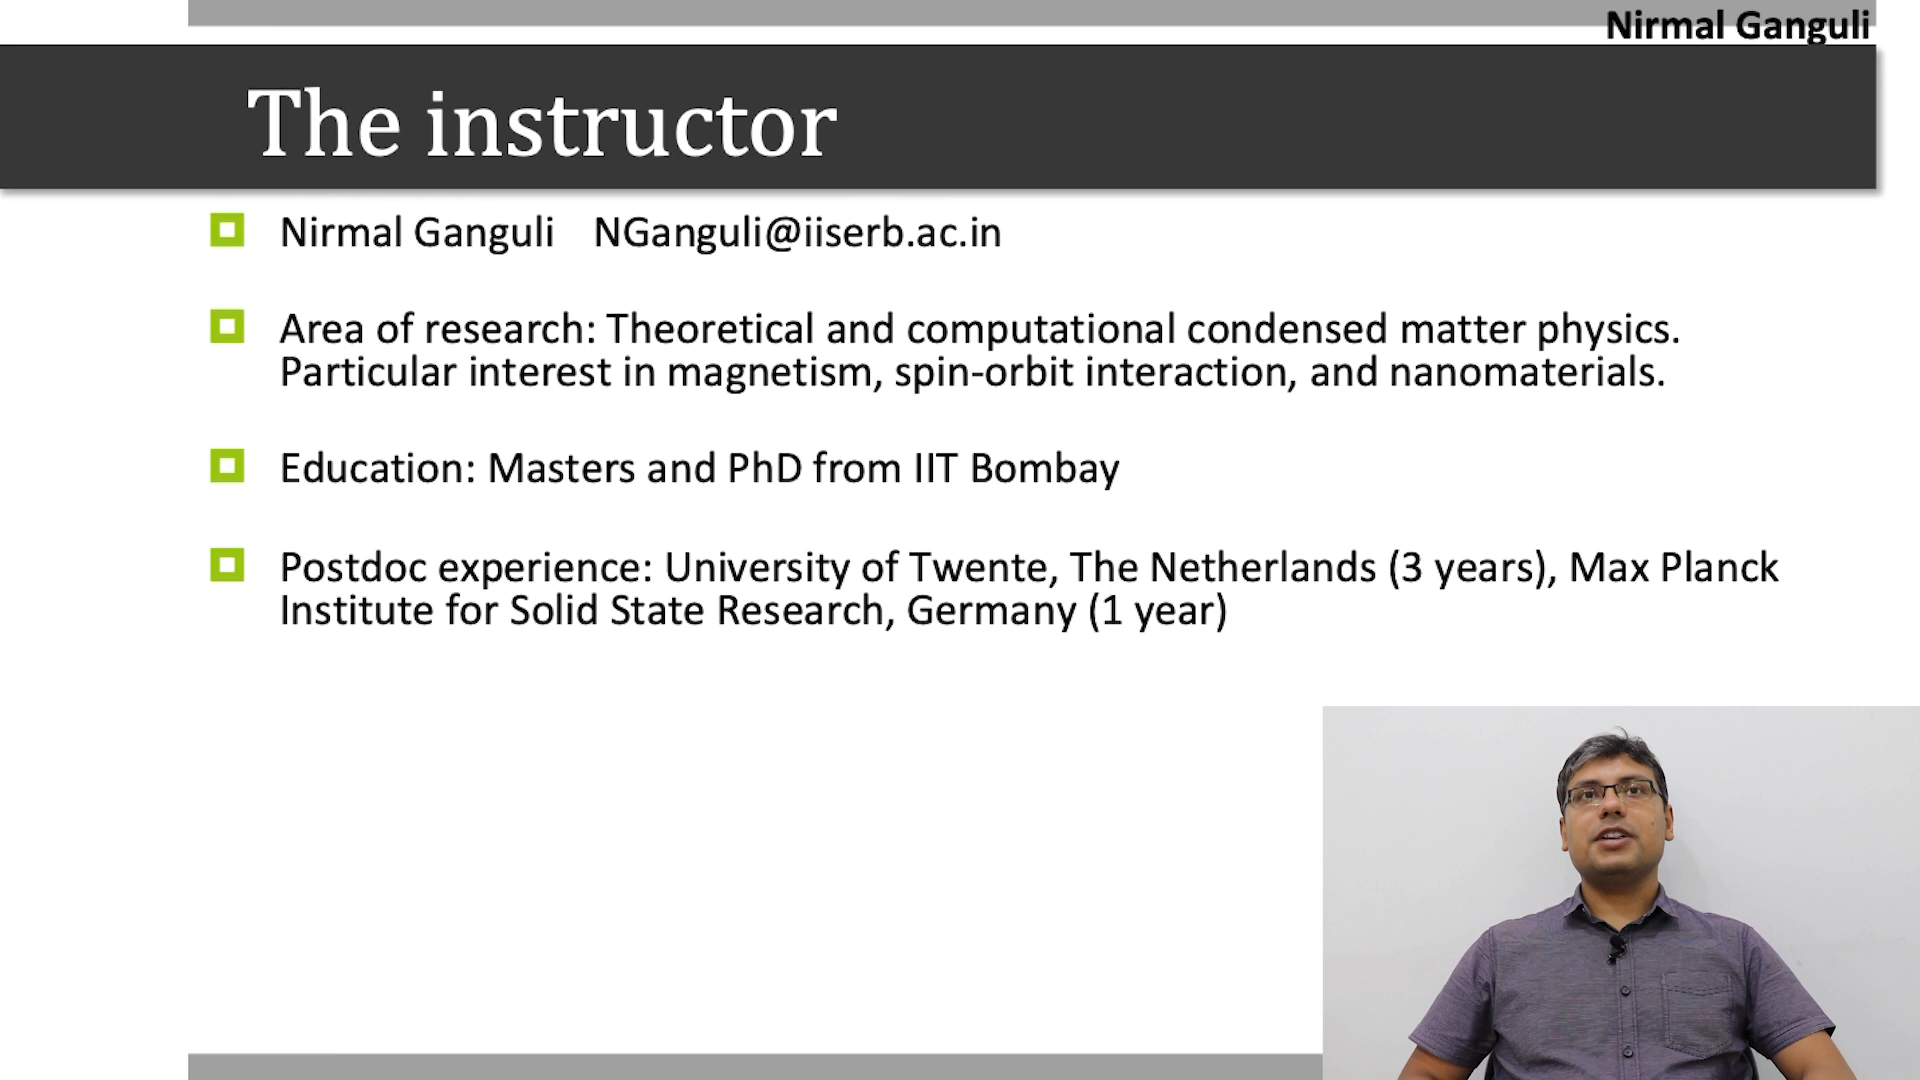 Nirmal Ganguli
The instructor
Nirmal Ganguli NGanguli@iiserb.ac.in
Area of research: Theoretical and computational condensed matter physics.
Particular interest in magnetism, spin-orbit interaction, and nanomaterials.
Education: Masters and PhD from IIT Bombay
Postdoc experience: University of Twente, The Netherlands (3 years), Max Planck
Institute for Solid State Research, Germany (1 year)